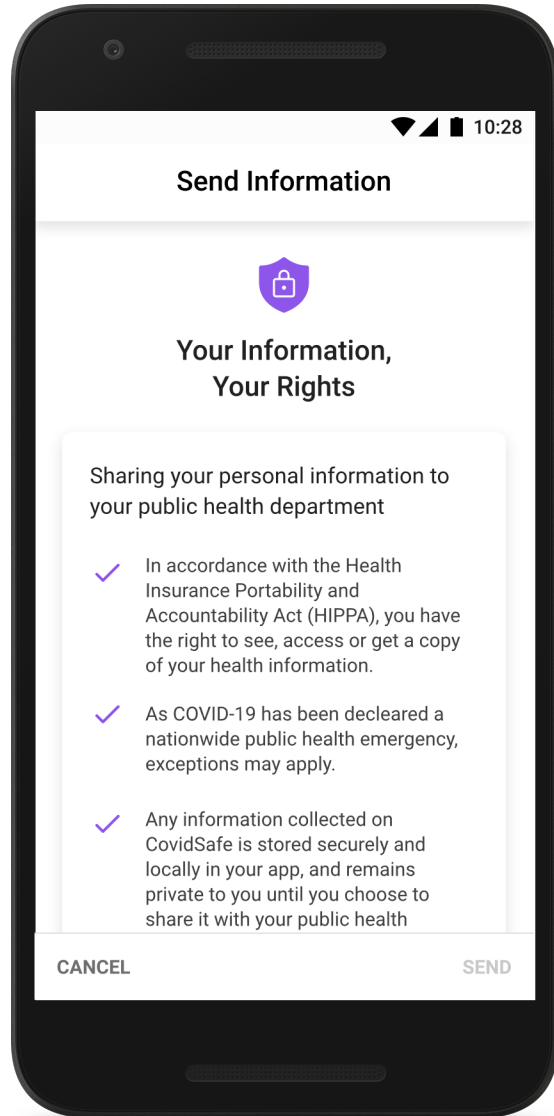 10:28
Send Information
Your Information,
Your Rights
Sharing your personal information to
your public health department
In accordance with the Health
Insurance Portability and
Accountability Act (HIPPA), you have
the right to see, access or get a copy
of your health information.
As COVID-19 has been decleared a
nationwide public health emergency,
exceptions may apply.
Any information collected on
CovidSafe is stored securely and
locally in your app, and remains
private to you until you choose to
share it with your public health
CANCEL
SEND